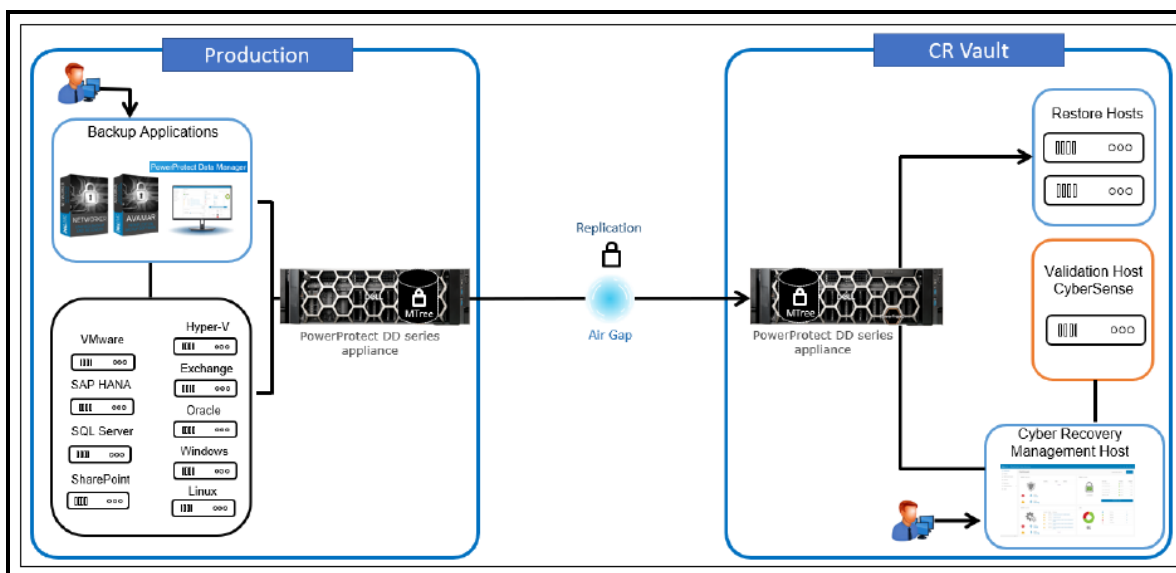 Production
Backup Applications
PowerProtect Data Manager
NETWORKER
AVAMAR
VMware
SAP HANA
SQL Server
SharePoint
Hyper-V
Exchange
Oracle
Windows
Linux
DELL
MTree
PowerProtect DD series
appliance
Replication
Air Gap
CR Vault
MTree
PowerProtect DD series
appliance
Restore Hosts
Validation Host
CyberSense
Cyber Recovery
Management Host